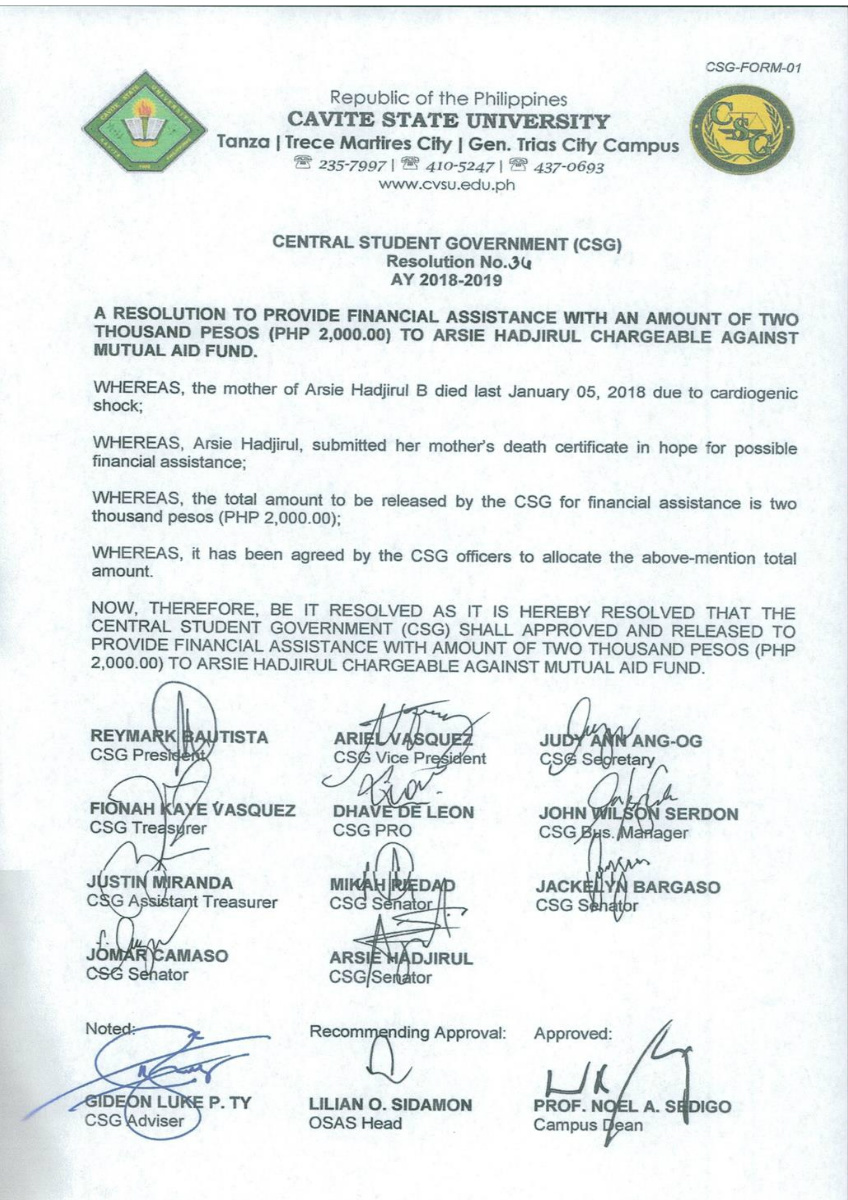 CSG-FORM-01
Republic of the Philippines
CAVITE STATE UNIVERSITY
Tanza | Trece Martires City | Gen. Trias City Campus
☏ 235-7997 | ☏ 410-5247 | ☏ 437-0693
www.cvsu.edu.ph
CSG
CENTRAL STUDENT GOVERNMENT (CSG)
Resolution No.34
AY 2018-2019
A RESOLUTION TO PROVIDE FINANCIAL ASSISTANCE WITH AN AMOUNT OF TWO
THOUSAND PESOS (PHP 2,000.00) TO ARSIE HADJIRUL CHARGEABLE AGAINST
MUTUAL AID FUND.
WHEREAS, the mother of Arsie Hadjirul B died last January 05, 2018 due to cardiogenic
shock;
WHEREAS, Arsie Hadjirul, submitted her mother's death certificate in hope for possible
financial assistance;
WHEREAS, the total amount to be released by the CSG for financial assistance is two
thousand pesos (PHP 2,000.00);
WHEREAS, it has been agreed by the CSG officers to allocate the above-mention total
amount.
NOW, THEREFORE, BE IT RESOLVED AS IT IS HEREBY RESOLVED THAT THE
CENTRAL STUDENT GOVERNMENT (CSG) SHALL APPROVED AND RELEASED TO
PROVIDE FINANCIAL ASSISTANCE WITH AMOUNT OF TWO THOUSAND PESOS (PHP
2,000.00) TO ARSIE HADJIRUL CHARGEABLE AGAINST MUTUAL AID FUND.
REYMARK BAUTISTA ARIEL VASQUEZ JUDY ANN ANG-OG
CSG President CSG Vice President CSG Secretary
FIONAH KAYE VASQUEZ DHAVE DE LEON JOHN WILSON SERDON
CSG Treasurer CSG PRO CSG Bus. Manager
JUSTIN MIRANDA MIKAH PIEDAD JACKELYN BARGASO
CSG Assistant Treasurer CSG Senator CSG Senator
JOMAR CAMASO ARSIE HADJIRUL
CSG Senator CSG Senator
Noted: Recommending Approval: Approved:
GIDEON LUKE P. TY LILIAN O. SIDAMON PROF. NOEL A. SEDIGO
CSG Adviser OSAS Head Campus Dean